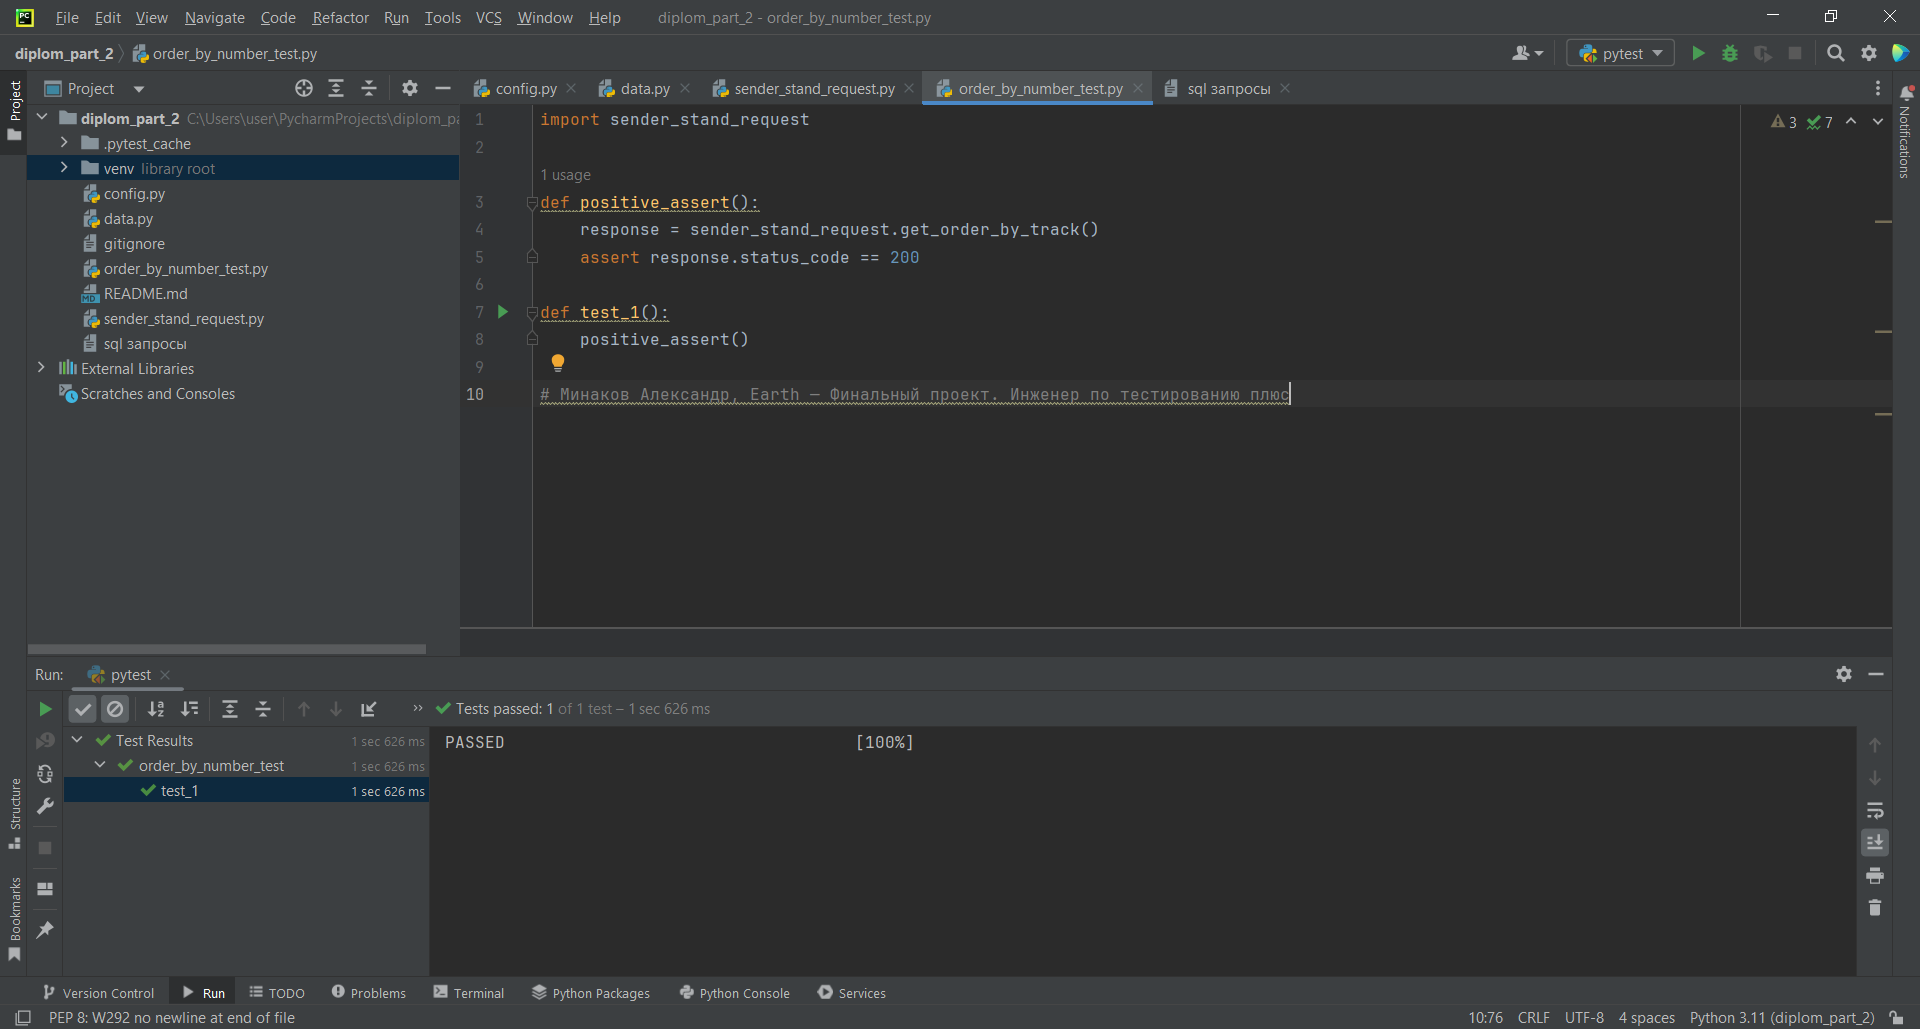 File Edit View Navigate Code Refactor Run Tools VCS Window Help diplom_part_2 - order_by_number_test.py
diplom_part_2 order_by_number_test.py pytest
Project
Project
config.py data.py sender_stand_request.py order_by_number_test.py sql запросы
Notifications
diplom_part_2 C:\Users\user\PycharmProjects\diplom_pa
.pytest_cache
venv library root
config.py
data.py
gitignore
order_by_number_test.py
README.md
sender_stand_request.py
sql запросы
External Libraries
Scratches and Consoles
3 7
1 import sender_stand_request
2
1 usage
3 def positive_assert():
4 response = sender_stand_request.get_order_by_track()
5 assert response.status_code == 200
6
7 def test_1():
8 positive_assert()
9
10 # Минаков Александр, Earth — Финальный проект. Инженер по тестированию плюс
Run: pytest
Tests passed: 1 of 1 test – 1 sec 626 ms
Test Results 1 sec 626 ms
order_by_number_test 1 sec 626 ms
test_1 1 sec 626 ms
PASSED [100%]
Structure
Bookmarks
Version Control Run TODO Problems Terminal Python Packages Python Console Services
PEP 8: W292 no newline at end of file 10:76 CRLF UTF-8 4 spaces Python 3.11 (diplom_part_2)